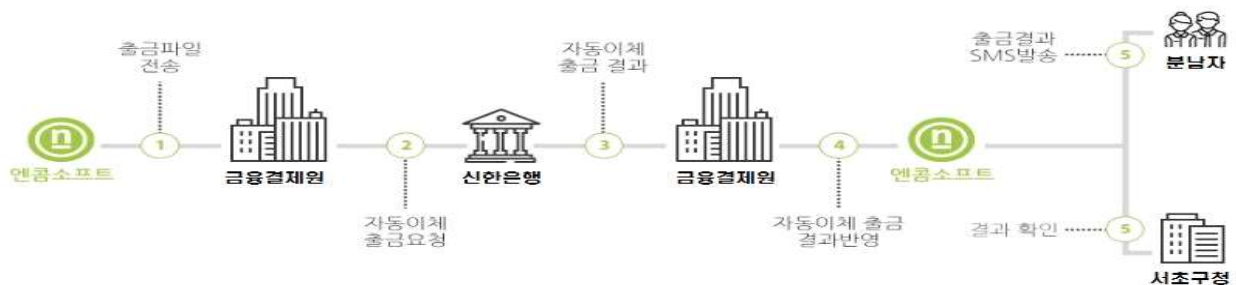 출금파일
전송
자동이체
출금 결과
출금결과
SMS발송
5
분납자
n
1
2
3
4
n
엔콤소프트
금융결제원
신한은행
금융결제원
엔콤소프트
자동이체
출금요청
자동이체 출금
결과반영
결과 확인
5
서초구청